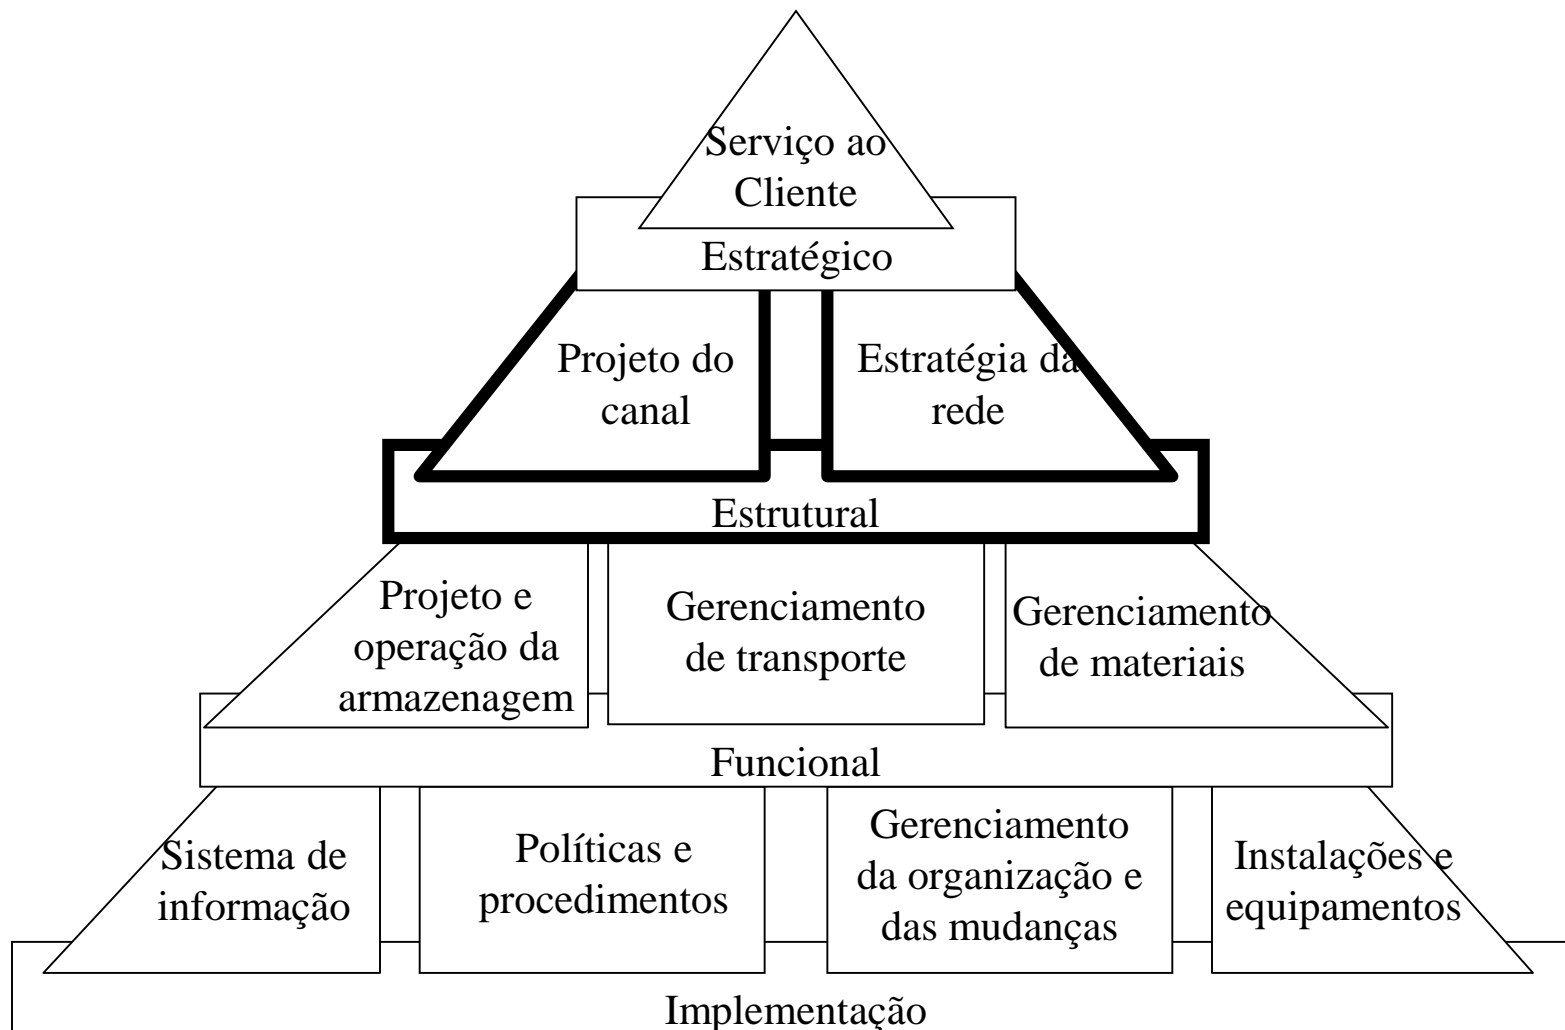 Serviço ao
Cliente
Estratégico
Projeto do
canal
Estratégia da
rede
Estrutural
Projeto e
operação da
armazenagem
Gerenciamento
de transporte
Gerenciamento
de materiais
Funcional
Sistema de
informação
Políticas e
procedimentos
Gerenciamento
da organização e
das mudanças
Instalações e
equipamentos
Implementação